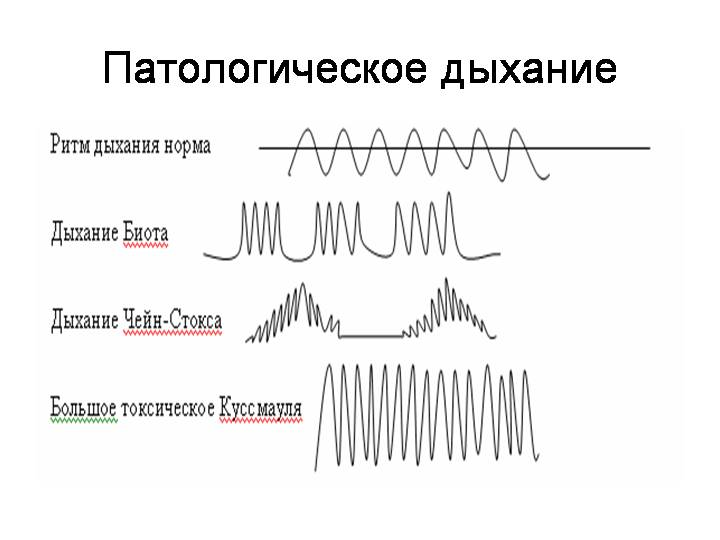 Патологическое дыхание
Ритм дыхания норма
Дыхание Биота
Дыхание Чейн-Стокса
Большое токсическое Куссмауля